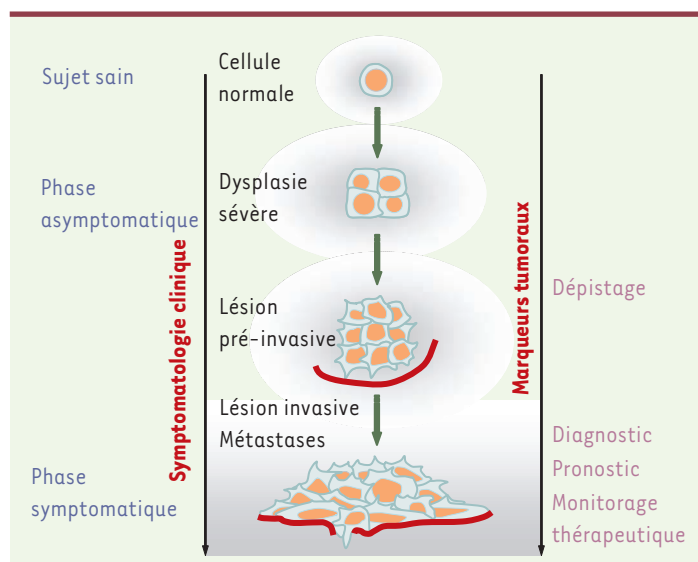 Sujet sain
Cellule
normale
Phase
asymptomatique
Dysplasie
sévère
Symptomatologie clinique
Marqueurs tumoraux
Dépistage
Lésion
pré-invasive
Lésion invasive
Métastases
Phase
symptomatique
Diagnostic
Pronostic
Monitorage
thérapeutique